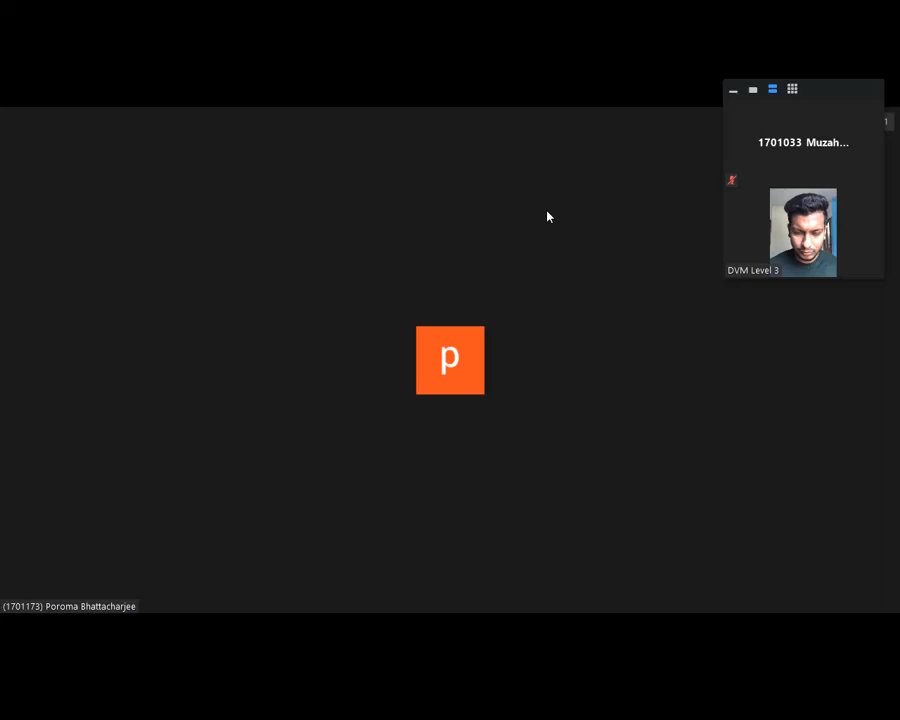 1701033 Muzah...
DVM Level 3
p
(1701173) Poroma Bhattacharjee